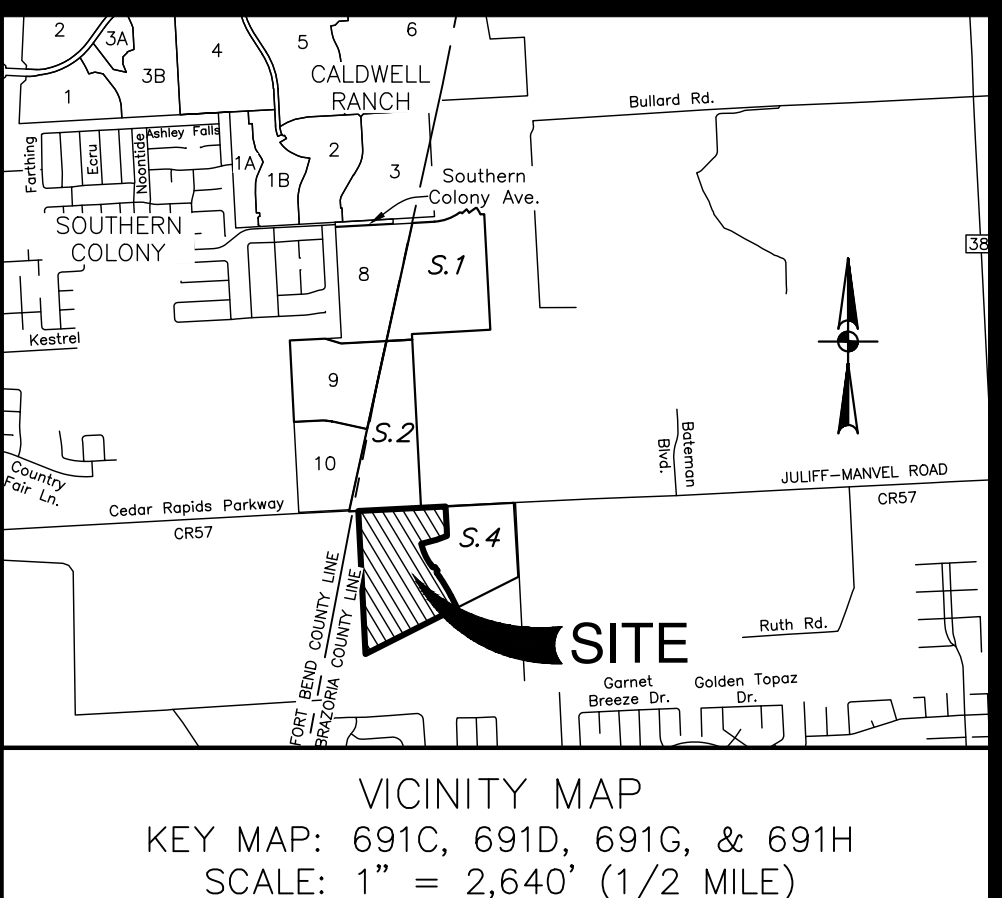 2
3A
3B
4
5
6
1
CALDWELL
RANCH
Bullard Rd.
Farthing
Ecru
Noontide
Ashley Falls
1A
1B
2
3
Southern
Colony Ave.
SOUTHERN
COLONY
8
S.1
38
Kestrel
9
S.2
10
Country
Fair Ln.
Bateman
Blvd.
JULIFF-MANVEL ROAD
CR57
Cedar Rapids Parkway
CR57
S.4
FORT BEND COUNTY LINE
BRAZORIA COUNTY LINE
SITE
Ruth Rd.
Garnet
Breeze Dr.
Golden Topaz
Dr.
VICINITY MAP
KEY MAP: 691C, 691D, 691G, & 691H
SCALE: 1" = 2,640' (1/2 MILE)